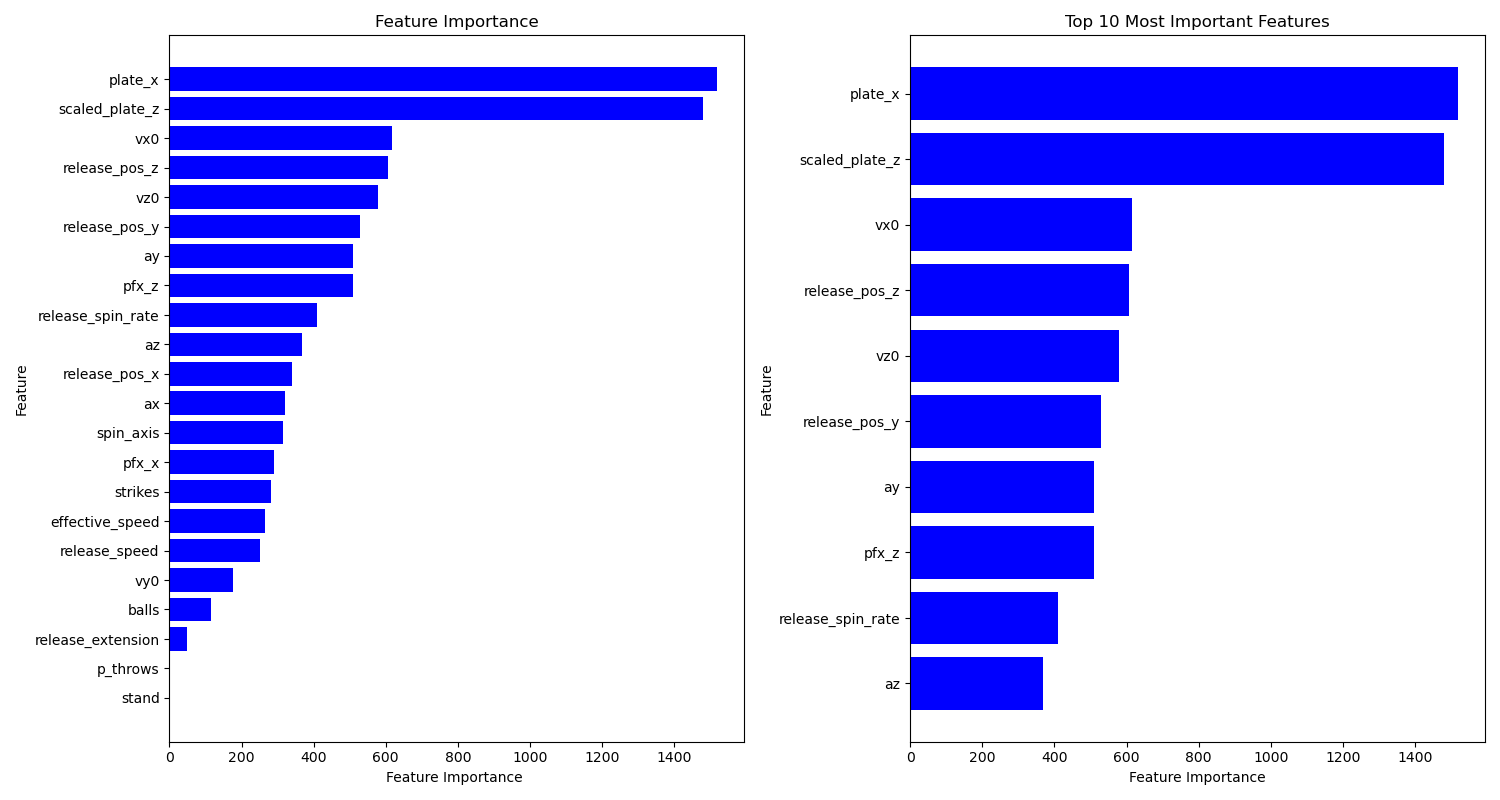 Feature Importance
Feature
plate_x
scaled_plate_z
vx0
release_pos_z
vz0
release_pos_y
ay
pfx_z
release_spin_rate
az
release_pos_x
ax
spin_axis
pfx_x
strikes
effective_speed
release_speed
vy0
balls
release_extension
p_throws
stand
0 200 400 600 800 1000 1200 1400
Feature Importance
Top 10 Most Important Features
Feature
plate_x
scaled_plate_z
vx0
release_pos_z
vz0
release_pos_y
ay
pfx_z
release_spin_rate
az
0 200 400 600 800 1000 1200 1400
Feature Importance